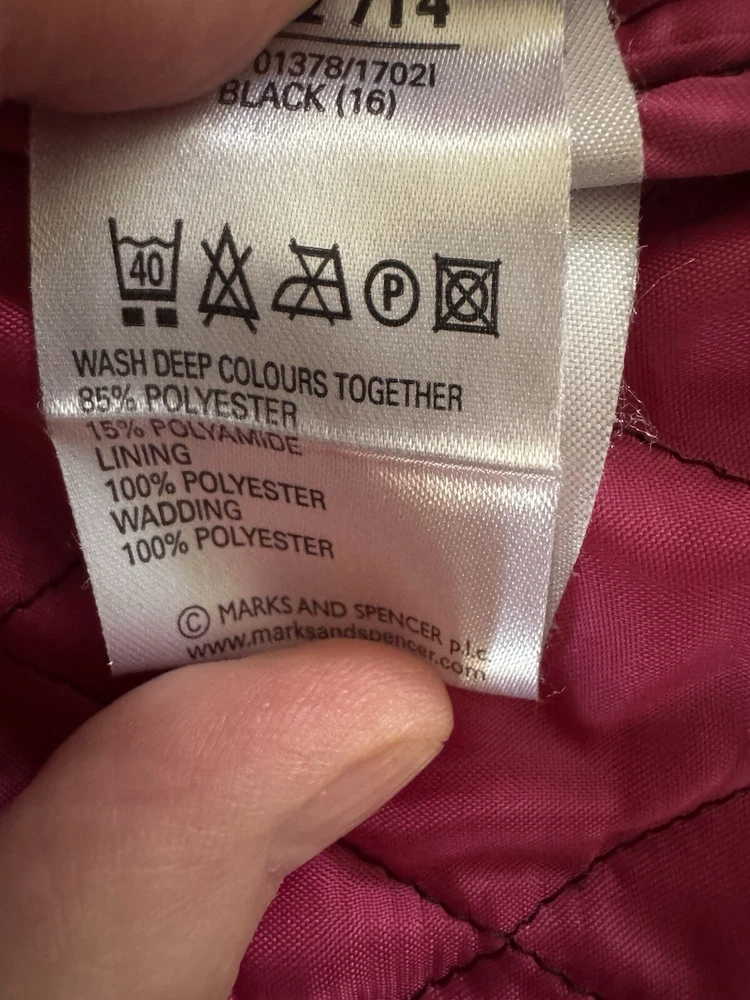 /14
01378/1702I
BLACK (16)
40
P
WASH DEEP COLOURS TOGETHER
85% POLYESTER
15% POLYAMIDE
LINING
100% POLYESTER
WADDING
100% POLYESTER
© MARKS AND SPENCER p.l.c.
www.marksandspencer.com